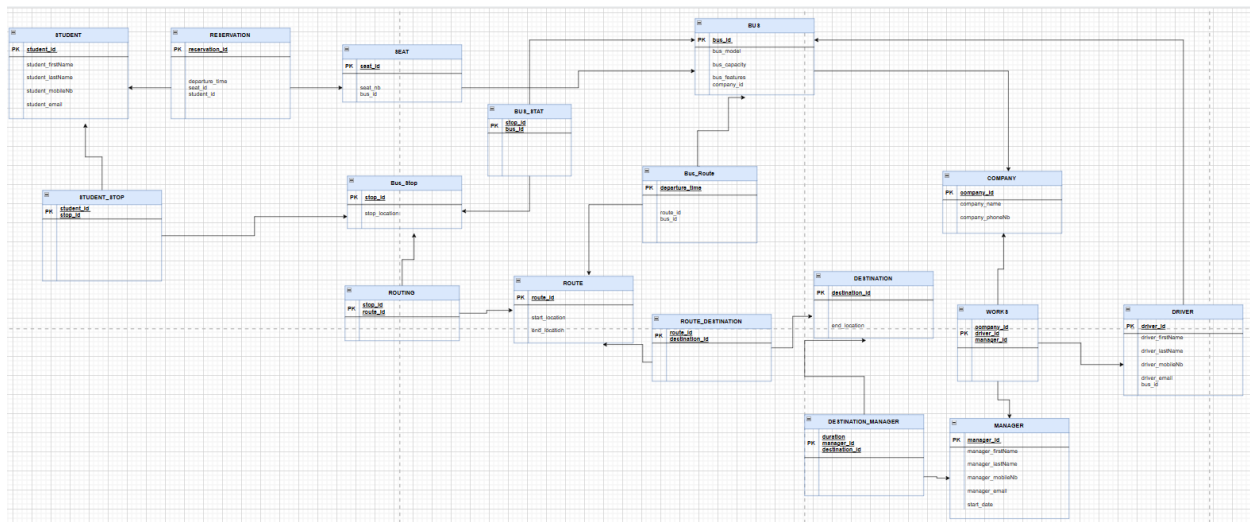 STUDENT
PK student_id
student_firstName
student_lastName
student_mobileNb
student_email
RESERVATION
PK reservation_id
departure_time
seat_id
student_id
SEAT
PK seat_id
seat_nb
bus_id
BUS
PK bus_id
bus_model
bus_capacity
bus_features
company_id
BUS_STAT
PK stop_id
bus_id
STUDENT_STOP
PK student_id
stop_id
Bus_Stop
PK stop_id
stop_location
Bus_Route
PK departure_time
route_id
bus_id
COMPANY
PK company_id
company_name
company_phoneNb
ROUTING
PK stop_id
route_id
ROUTE
PK route_id
start_location
end_location
ROUTE_DESTINATION
PK route_id
destination_id
DESTINATION
PK destination_id
end_location
WORKS
PK company_id
driver_id
manager_id
DRIVER
PK driver_id
driver_firstName
driver_lastName
driver_mobileNb
driver_email
bus_id
DESTINATION_MANAGER
PK duration
manager_id
destination_id
MANAGER
PK manager_id
manager_firstName
manager_lastName
manager_mobileNb
manager_email
start_date